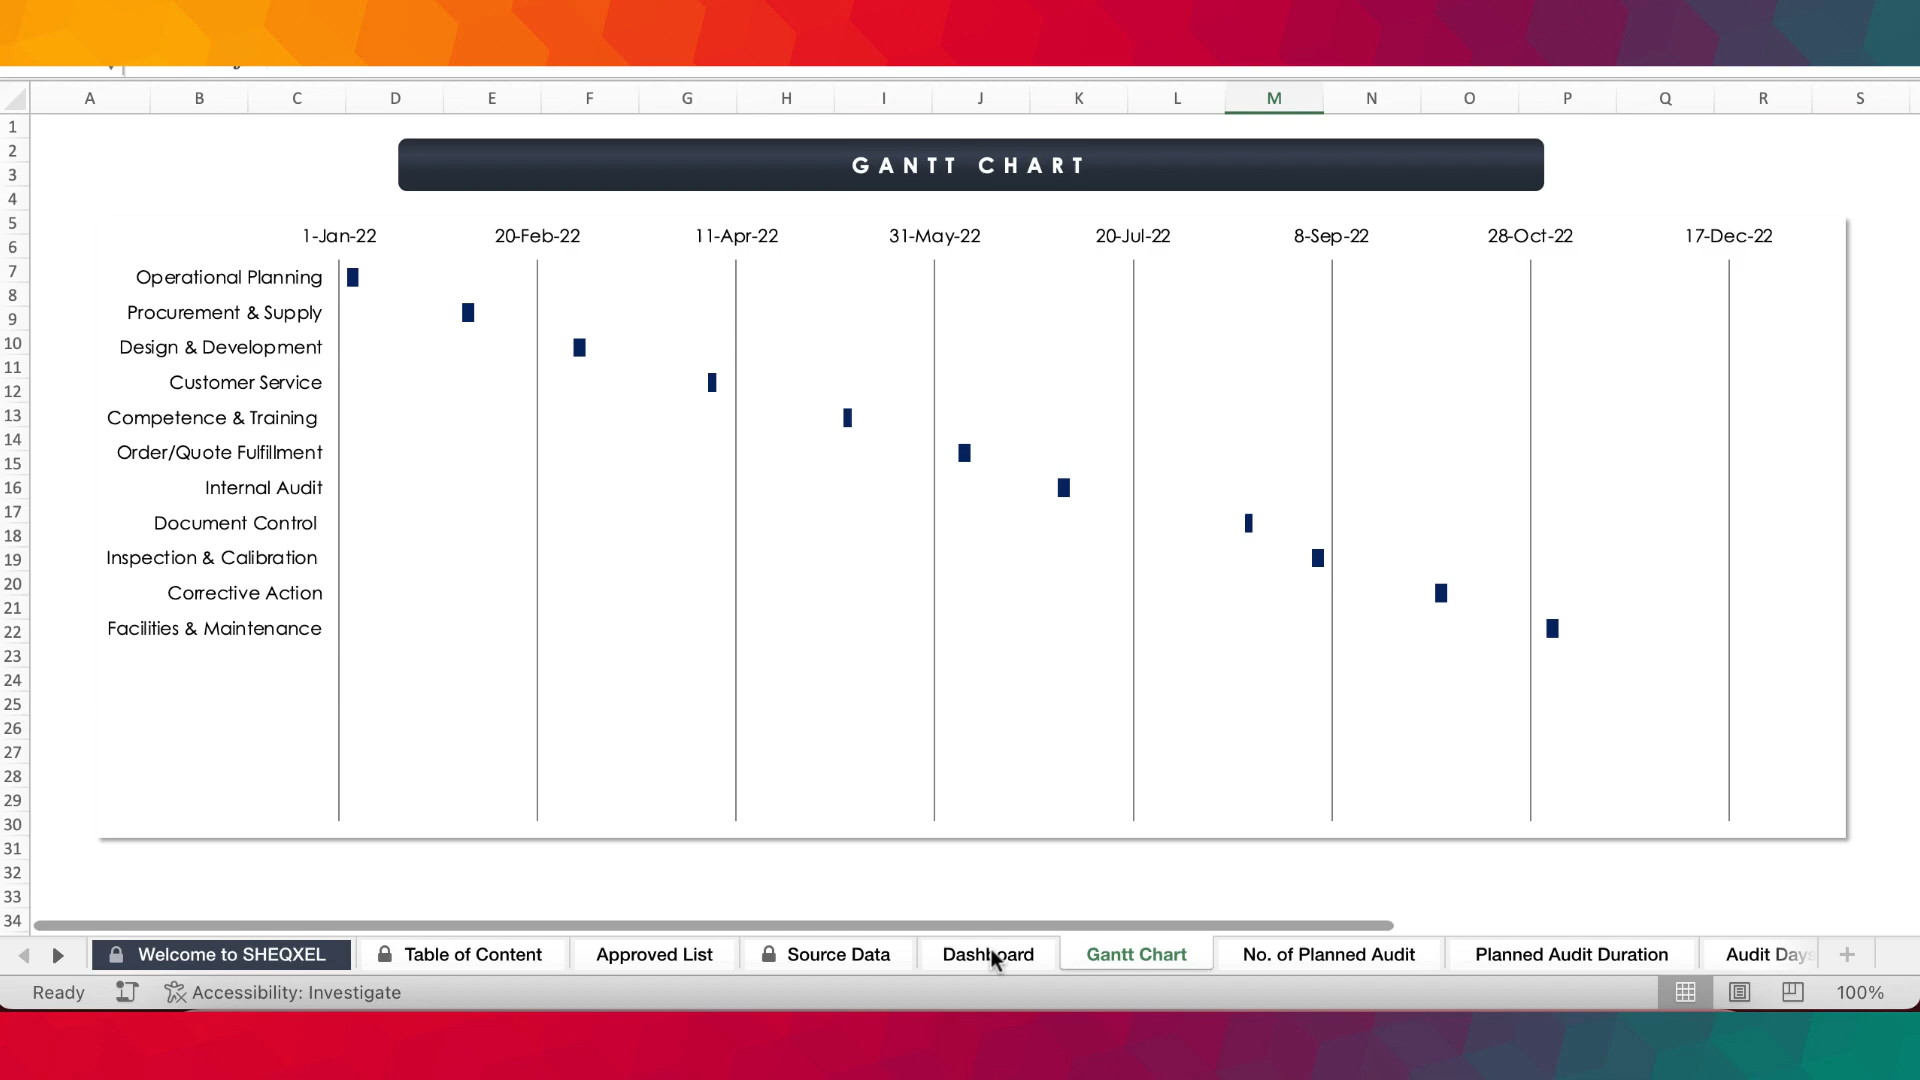 A B C D E F G H I J K L M N O P Q R S
1
2
3
4
5
6
7
8
9
10
11
12
13
14
15
16
17
18
19
20
21
22
23
24
25
26
27
28
29
30
31
32
33
34
GANTT CHART
1-Jan-22 20-Feb-22 11-Apr-22 31-May-22 20-Jul-22 8-Sep-22 28-Oct-22 17-Dec-22
Operational Planning
Procurement & Supply
Design & Development
Customer Service
Competence & Training
Order/Quote Fulfillment
Internal Audit
Document Control
Inspection & Calibration
Corrective Action
Facilities & Maintenance
Welcome to SHEQXEL Table of Content Approved List Source Data Dashboard Gantt Chart No. of Planned Audit Planned Audit Duration Audit Days
Ready Accessibility: Investigate 100%